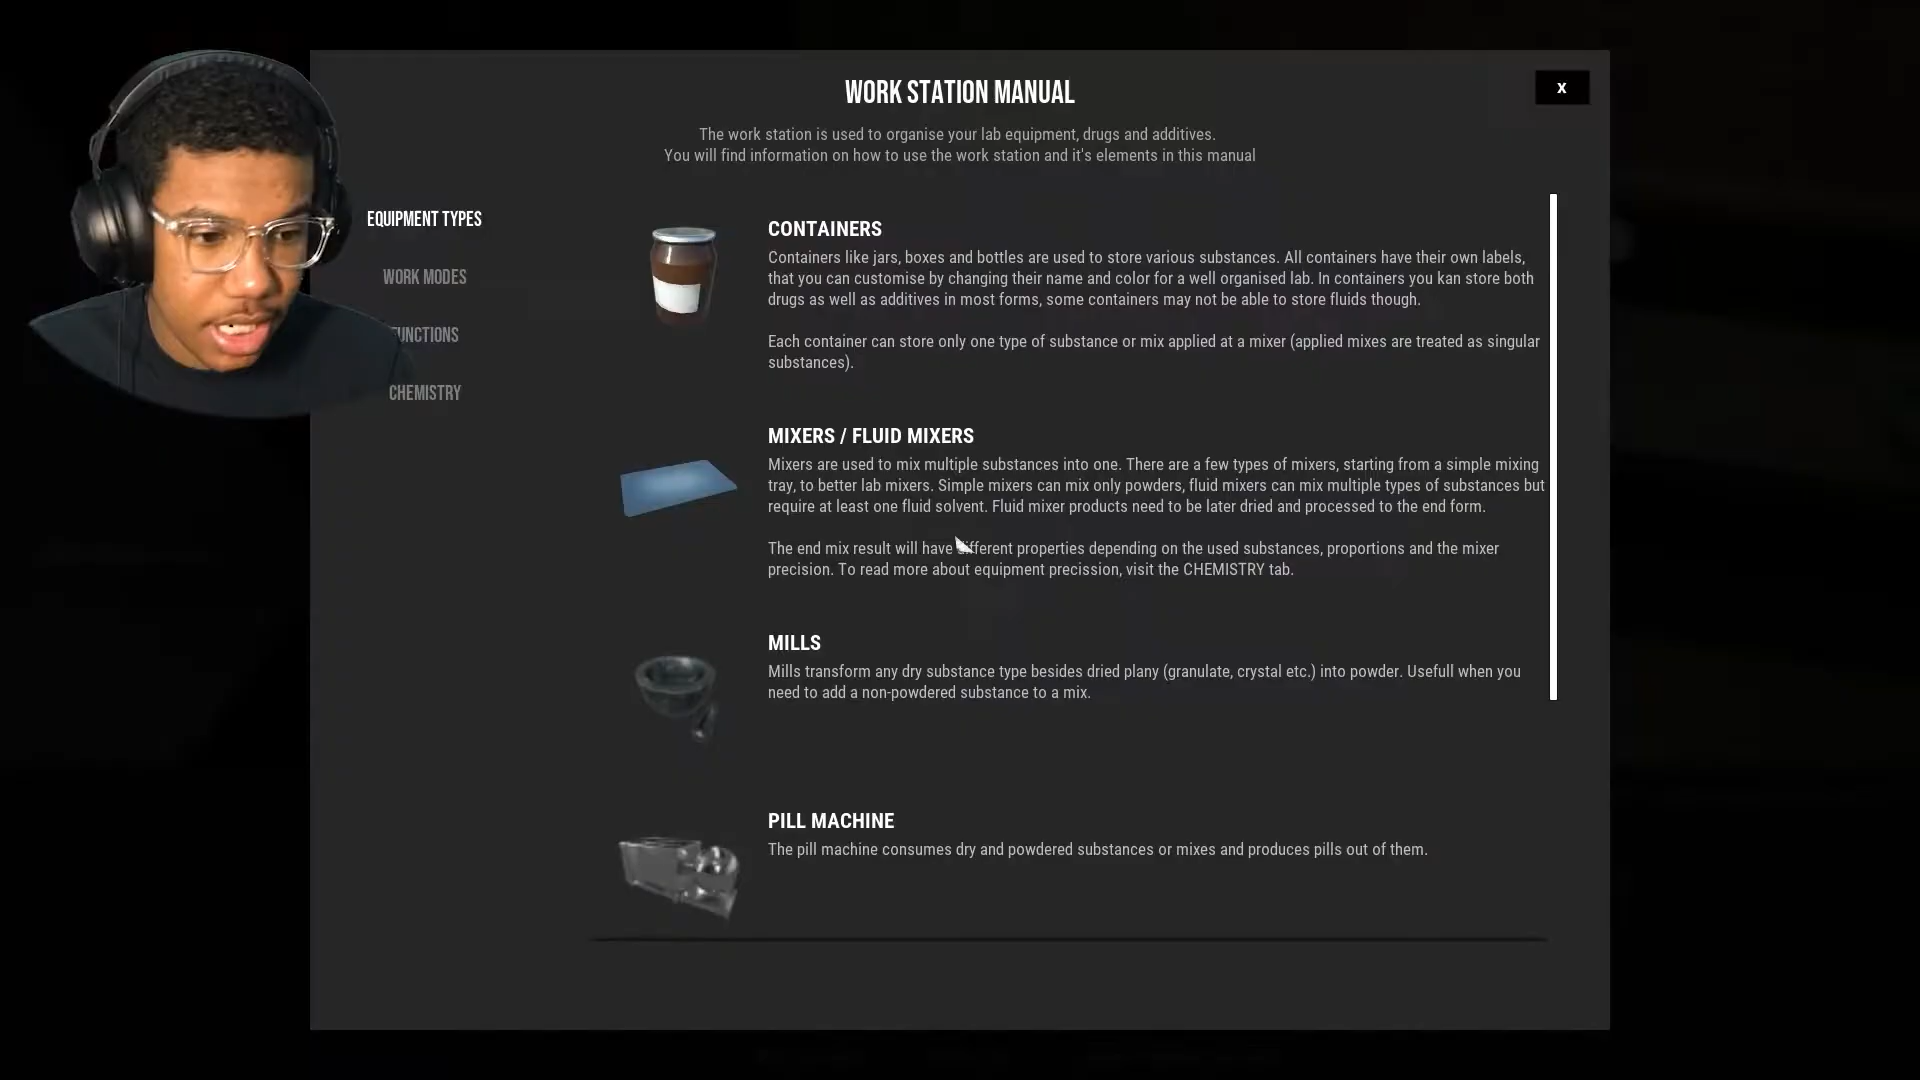 WORK STATION MANUAL
X
The work station is used to organise your lab equipment, drugs and additives.
You will find information on how to use the work station and it's elements in this manual
EQUIPMENT TYPES
WORK MODES
FUNCTIONS
CHEMISTRY
CONTAINERS
Containers like jars, boxes and bottles are used to store various substances. All containers have their own labels,
that you can customise by changing their name and color for a well organised lab. In containers you kan store both
drugs as well as additives in most forms, some containers may not be able to store fluids though.
Each container can store only one type of substance or mix applied at a mixer (applied mixes are treated as singular
substances).
MIXERS / FLUID MIXERS
Mixers are used to mix multiple substances into one. There are a few types of mixers, starting from a simple mixing
tray, to better lab mixers. Simple mixers can mix only powders, fluid mixers can mix multiple types of substances but
require at least one fluid solvent. Fluid mixer products need to be later dried and processed to the end form.
The end mix result will have different properties depending on the used substances, proportions and the mixer
precision. To read more about equipment precission, visit the CHEMISTRY tab.
MILLS
Mills transform any dry substance type besides dried plany (granulate, crystal etc.) into powder. Usefull when you
need to add a non-powdered substance to a mix.
PILL MACHINE
The pill machine consumes dry and powdered substances or mixes and produces pills out of them.